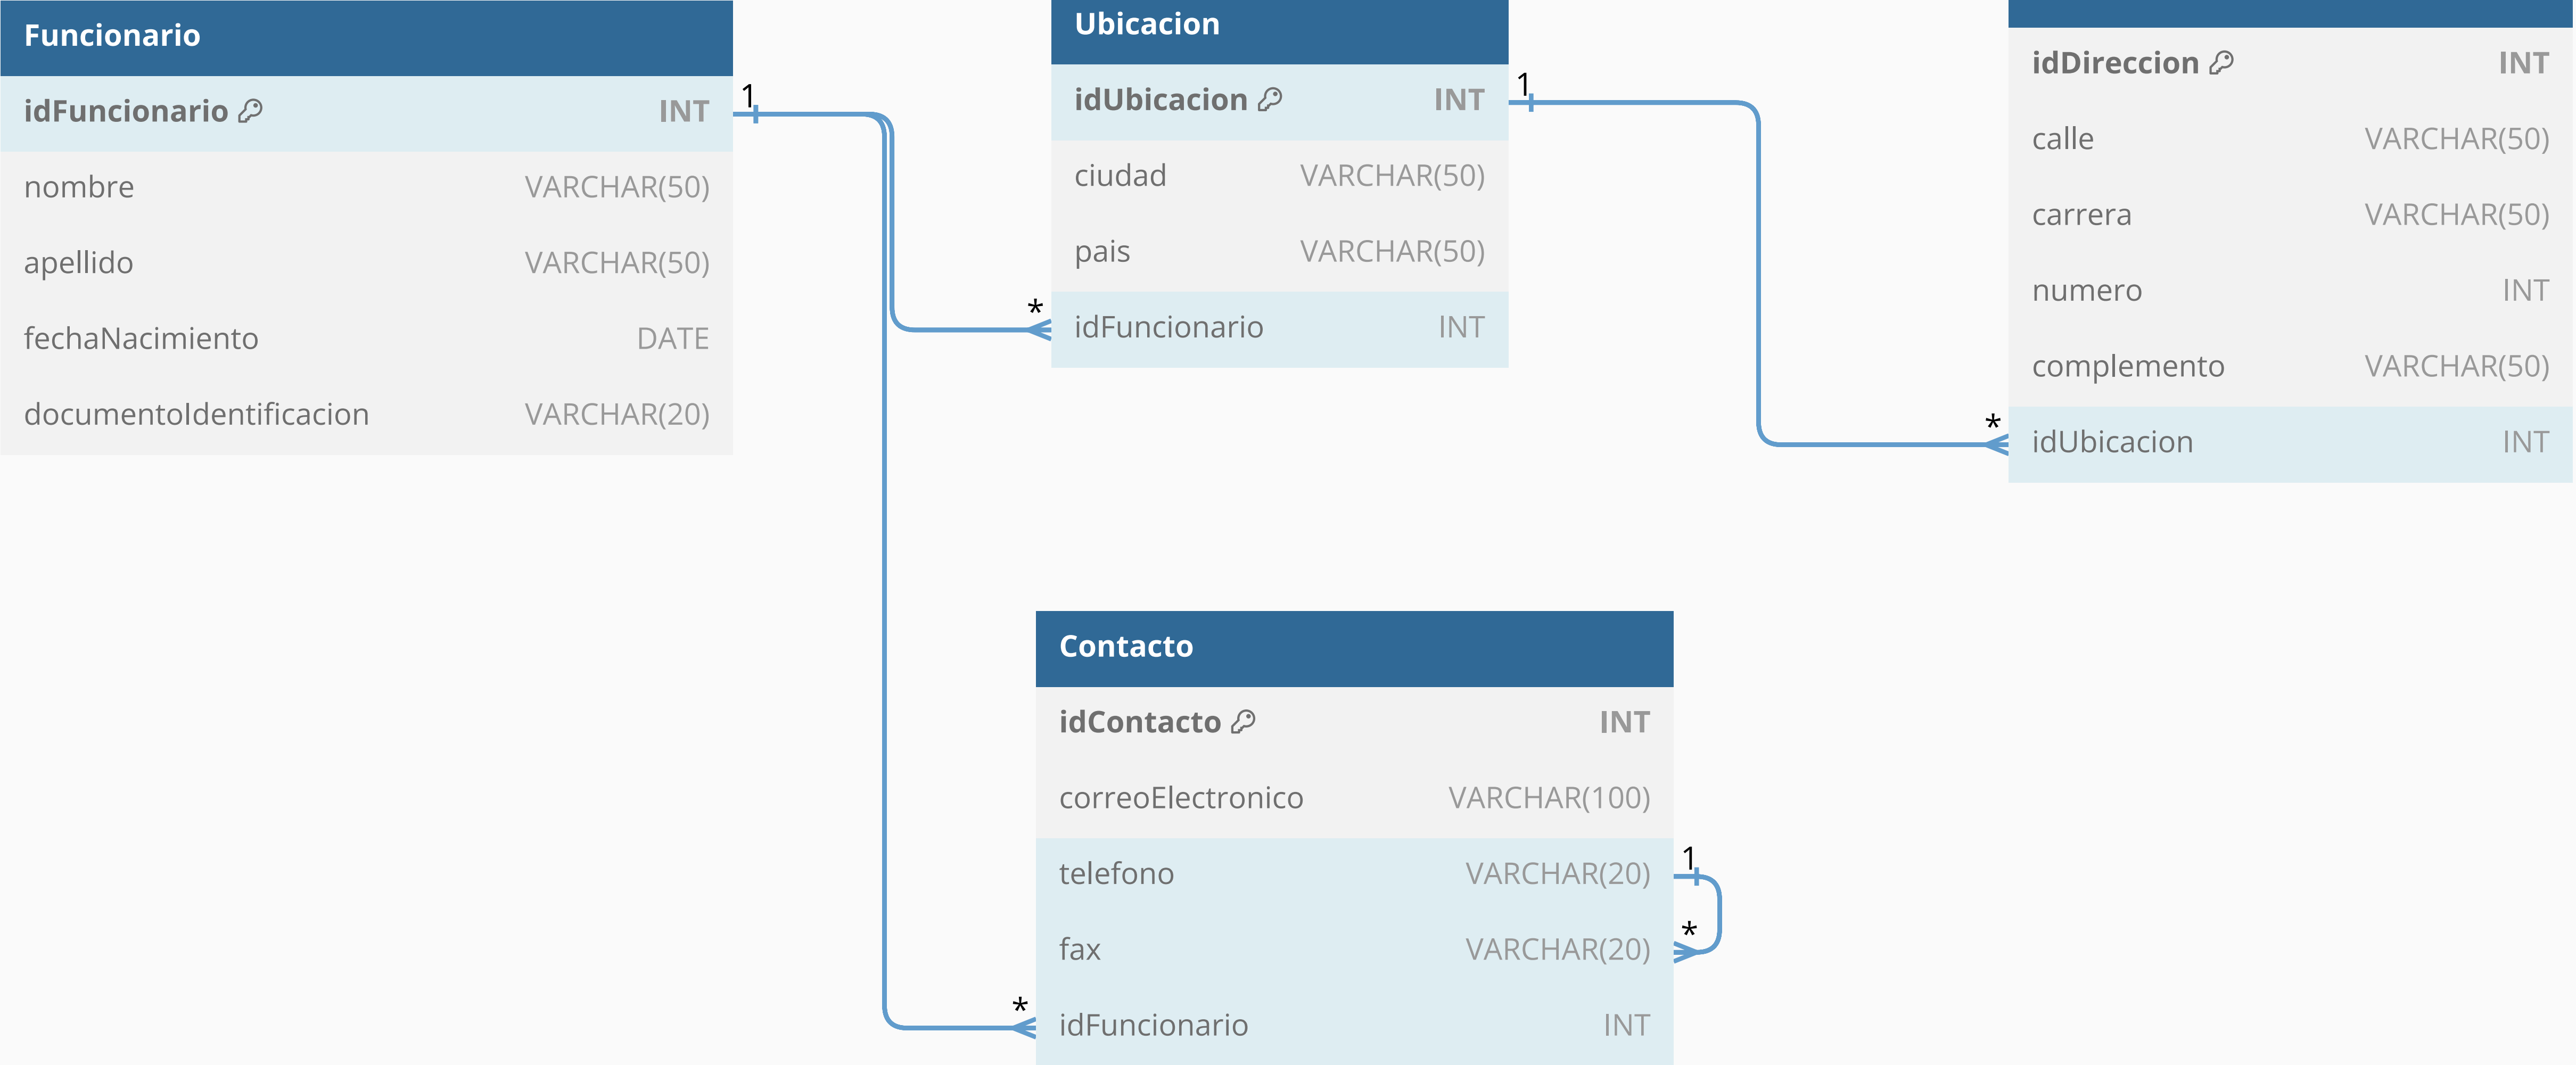 Funcionario
idFuncionario INT
nombre VARCHAR(50)
apellido VARCHAR(50)
fechaNacimiento DATE
documentoIdentificacion VARCHAR(20)
1
*
Ubicacion
idUbicacion INT
ciudad VARCHAR(50)
pais VARCHAR(50)
idFuncionario INT
1
*
idDireccion INT
calle VARCHAR(50)
carrera VARCHAR(50)
numero INT
complemento VARCHAR(50)
idUbicacion INT
Contacto
idContacto INT
correoElectronico VARCHAR(100)
telefono VARCHAR(20)
1
fax VARCHAR(20)
*
*
idFuncionario INT